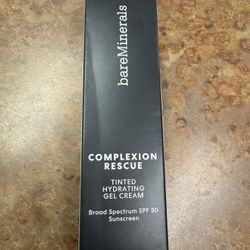 bareMinerals
COMPLEXION
RESCUE
TINTED
HYDRATING
GEL CREAM
Broad Spectrum SPF 30
Sunscreen